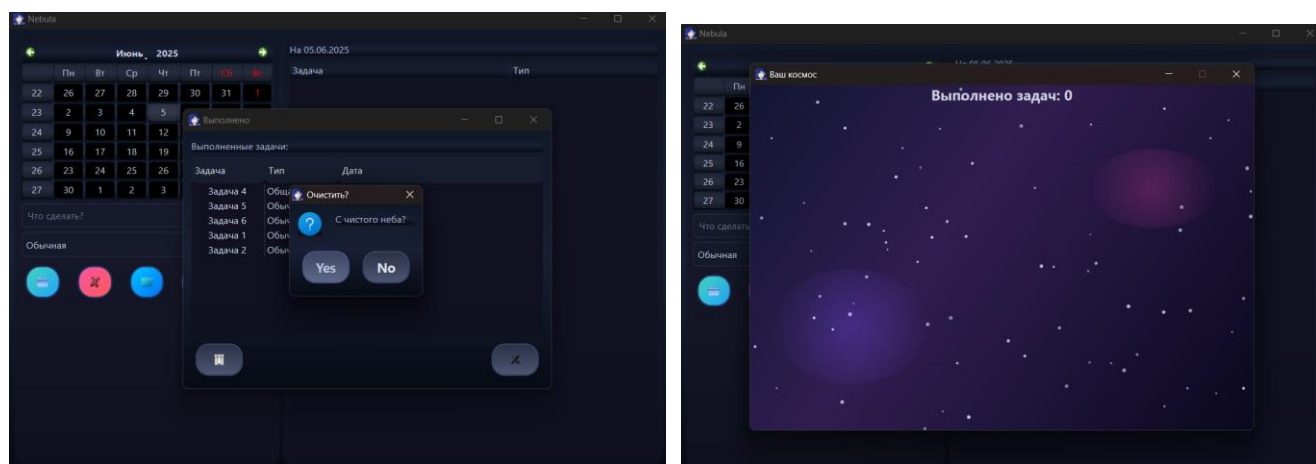 Nebula
Июнь, 2025
На 05.06.2025
Задача Тип
Пн Вт Ср Чт Пт Сб Вс
22 26 27 28 29 30 31 1
23 2 3 4 5
24 9 10 11 12
25 16 17 18 19
26 23 24 25 26
27 30 1 2 3
Что сделать?
Обычная
Выполнено
Выполненные задачи:
Задача Тип Дата
Задача 4
Задача 5
Задача 6
Задача 1
Задача 2
Очистить?
С чистого неба?
Yes No
Nebula
Ваш космос
Выполнено задач: 0
Пн
22 26
23 2
24 9
25 16
26 23
27 30
Что сделать
Обычная